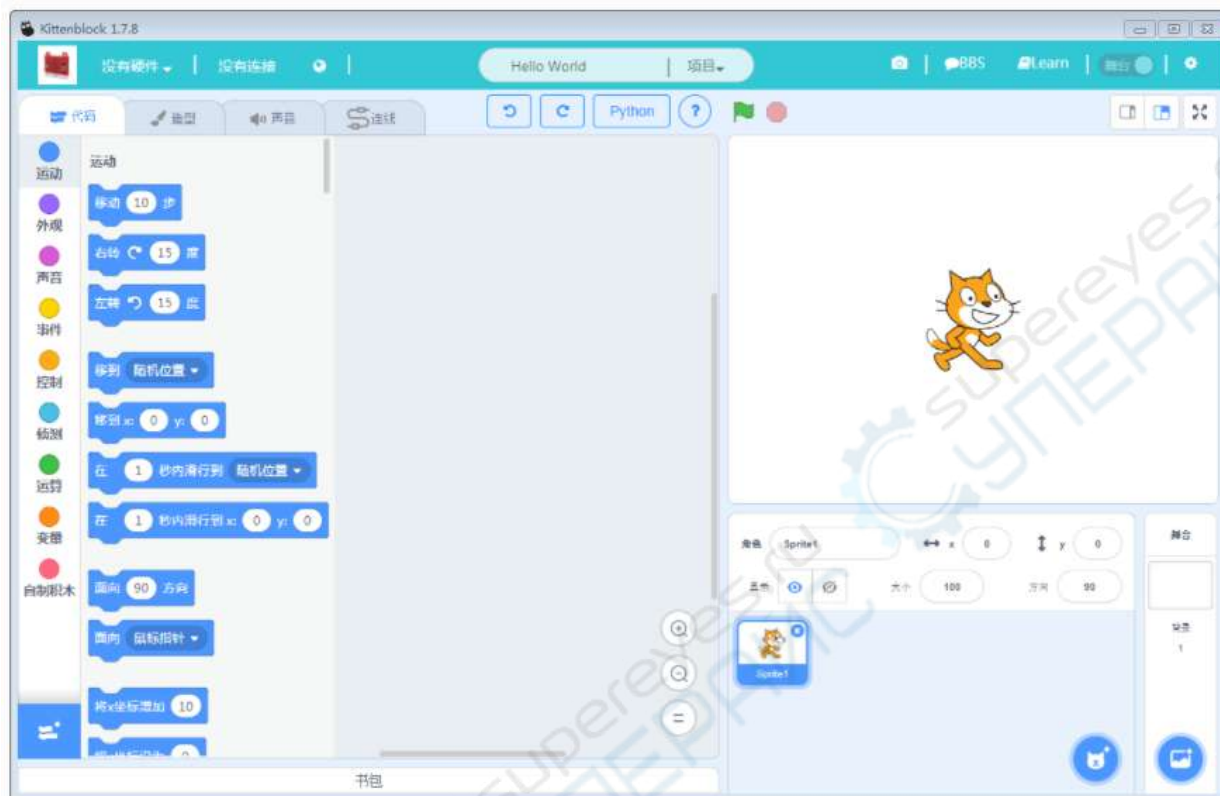 Kittenblock 1.7.8
没有硬件 | 没有连接 |
Hello World | 项目
BBS Learn 舞台
代码 造型 声音 连线
Python ?
运动
外观
声音
事件
控制
侦测
运算
变量
自制积木
运动
移动 10 步
右转 15 度
左转 15 度
移到 随机位置
移到 x: 0 y: 0
在 1 秒内滑行到 随机位置
在 1 秒内滑行到 x: 0 y: 0
面向 90 方向
面向 鼠标指针
将x坐标增加 10
书包
角色 Sprite1 x 0 y 0
显示 大小 100 方向 90
Sprite1
舞台
背景
1
supereyes.ru
СУПЕРАЙС